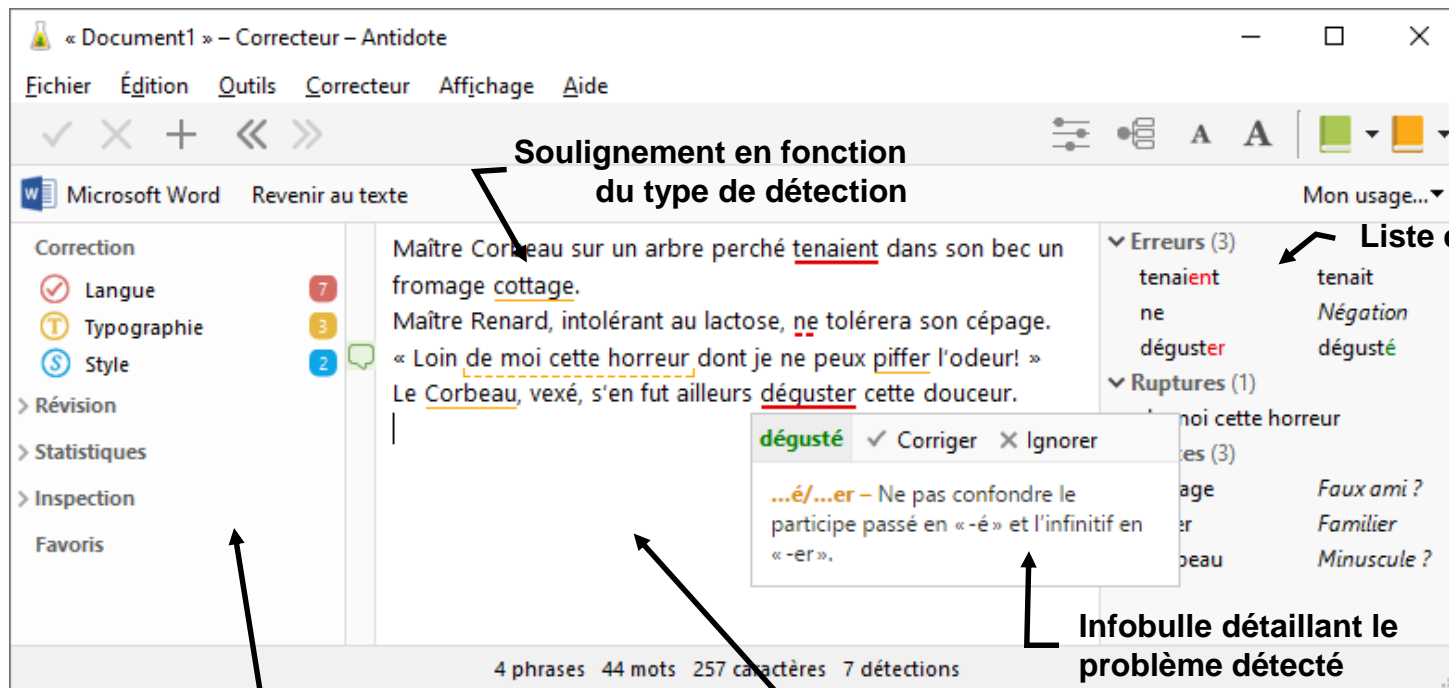 « Document1 » – Correcteur – Antidote
Fichier Édition Outils Correcteur Affichage Aide
A A
Soulignement en fonction
du type de détection
Microsoft Word Revenir au texte
Mon usage...
Correction
Langue 7
Typographie 3
Style 2
Révision
Statistiques
Inspection
Favoris
Maître Corbeau sur un arbre perché tenaient dans son bec un
fromage cottage.
Maître Renard, intolérant au lactose, ne tolérera son cépage.
« Loin de moi cette horreur dont je ne peux piffer l'odeur! »
Le Corbeau, vexé, s'en fut ailleurs déguster cette douceur.
dégusté Corriger Ignorer
...é/...er – Ne pas confondre le
participe passé en « -é » et l'infinitif en
« -er ».
Liste
Erreurs (3)
tenaient tenait
ne Négation
déguster dégusté
Ruptures (1)
moi cette horreur
(3)
Faux ami ?
Familier
Minuscule ?
Infobulle détaillant le
problème détecté
4 phrases 44 mots 257 caractères 7 détections